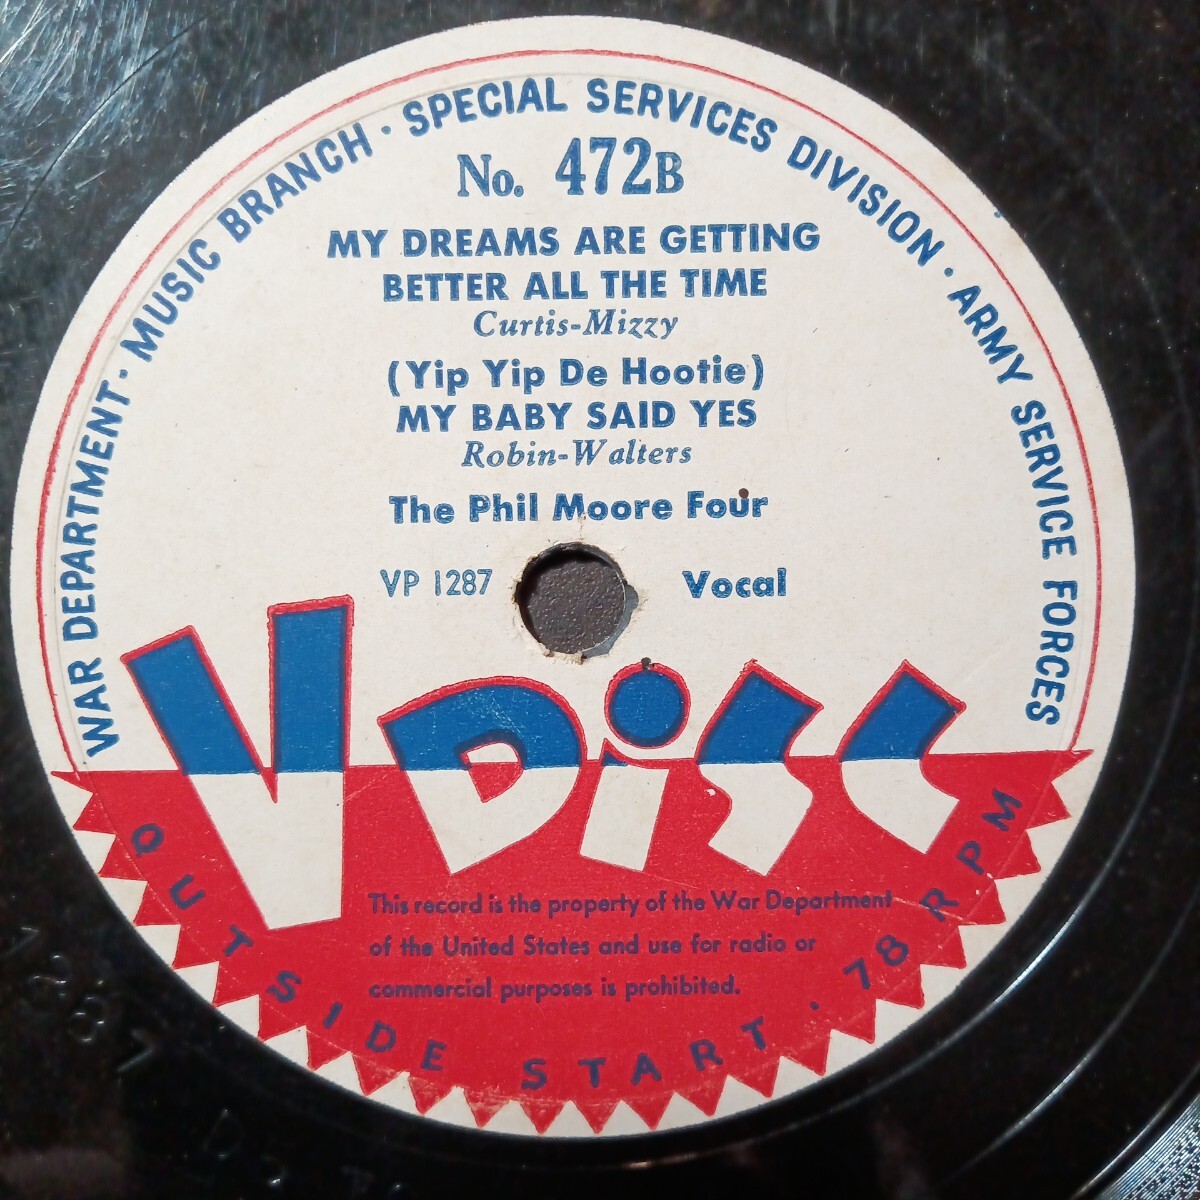 WAR DEPARTMENT · MUSIC BRANCH · SPECIAL SERVICES DIVISION · ARMY SERVICE FORCES
No. 472B
MY DREAMS ARE GETTING
BETTER ALL THE TIME
Curtis-Mizzy
(Yip Yip De Hootie)
MY BABY SAID YES
Robin-Walters
The Phil Moore Four
VP 1287
Vocal
V DiSC
This record is the property of the War Department
of the United States and use for radio or
commercial purposes is prohibited.
OUTSIDE START · 78 RPM